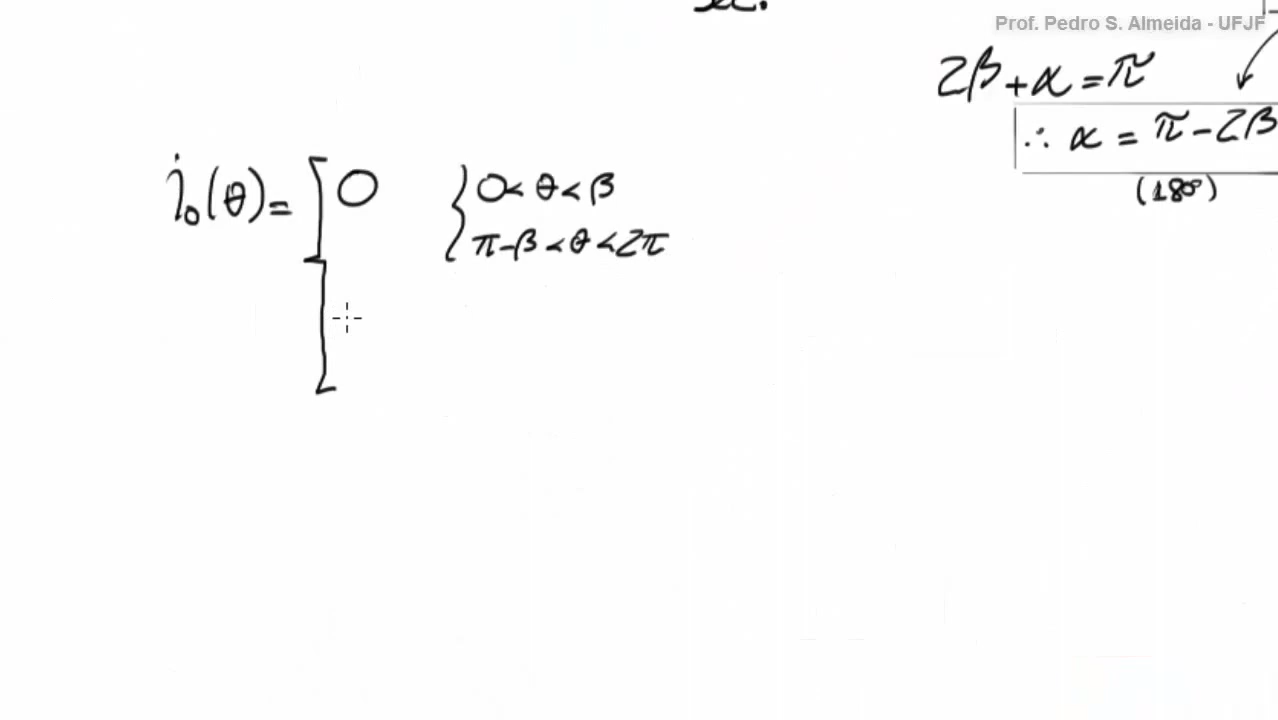 Prof. Pedro S. Almeida - UFJF
2β+α=π
∴ α = π-2β
(180°)
i₀(θ)= { 0 { 0<θ<β
π-β<θ<2π